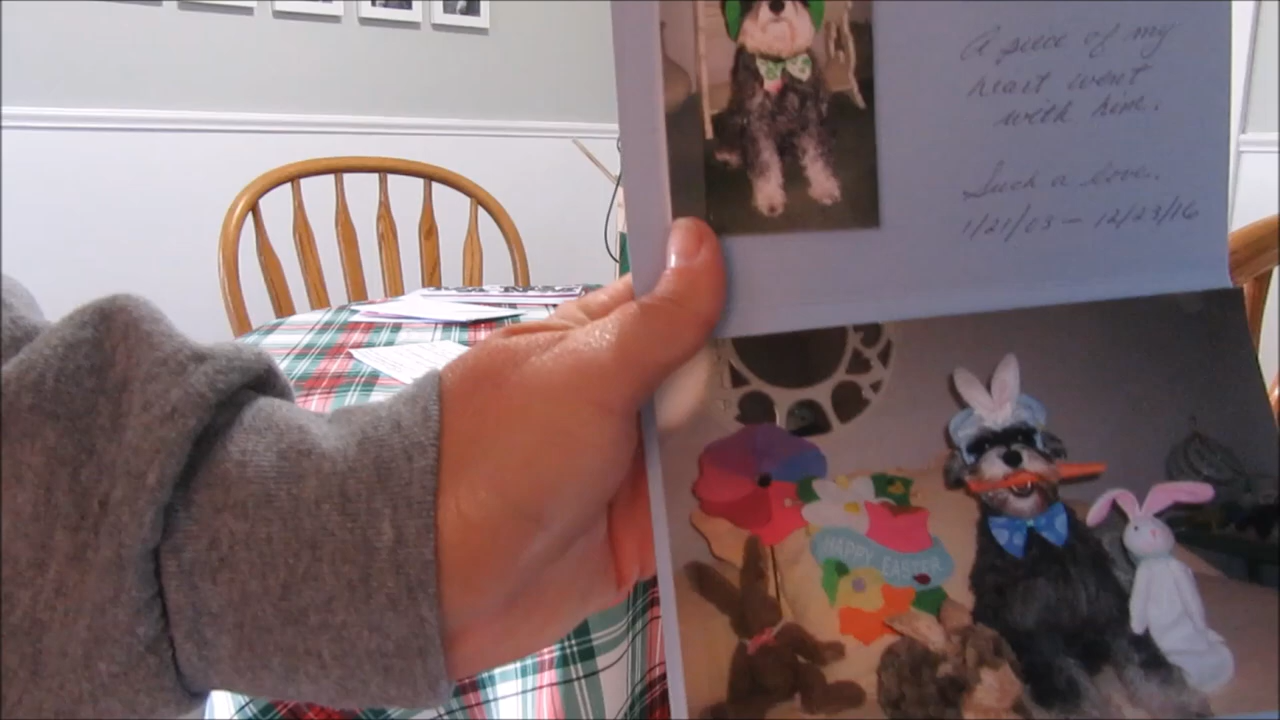 A piece of my
heart went
with him.
Such a love.
1/21/03 – 12/23/16
HAPPY EASTER